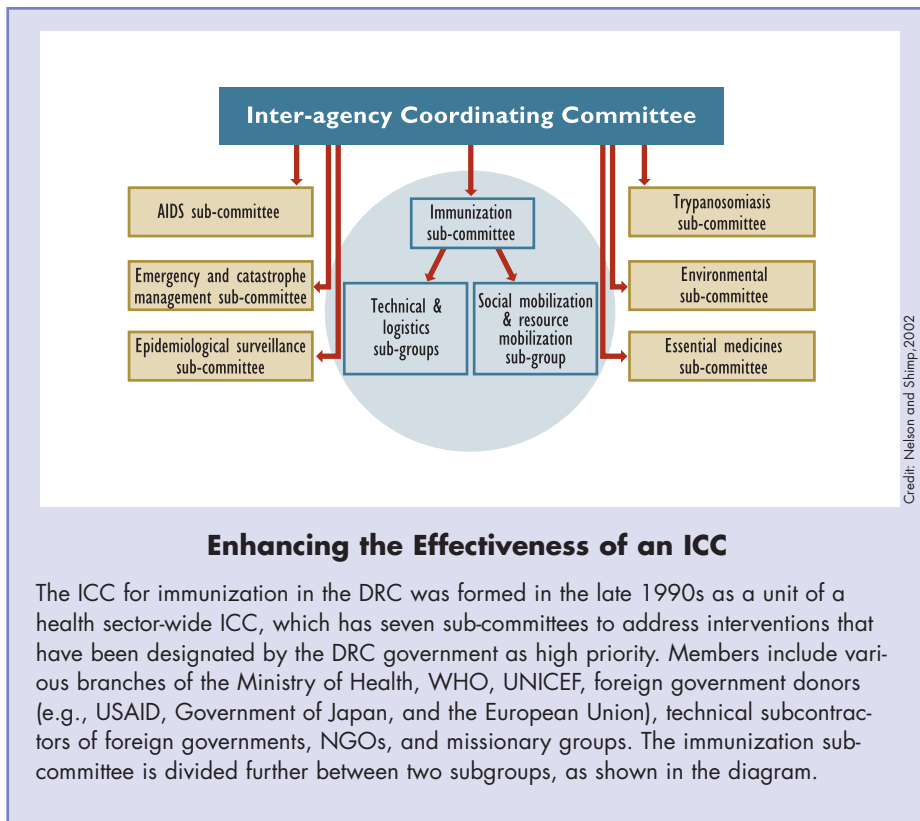 Inter-agency Coordinating Committee
AIDS sub-committee
Emergency and catastrophe
management sub-committee
Epidemiological surveillance
sub-committee
Immunization
sub-committee
Technical &
logistics
sub-groups
Social mobilization
& resource
mobilization
sub-group
Trypanosomiasis
sub-committee
Environmental
sub-committee
Essential medicines
sub-committee
Credit: Nelson and Shimp,2002
Enhancing the Effectiveness of an ICC
The ICC for immunization in the DRC was formed in the late 1990s as a unit of a
health sector-wide ICC, which has seven sub-committees to address interventions that
have been designated by the DRC government as high priority. Members include vari-
ous branches of the Ministry of Health, WHO, UNICEF, foreign government donors
(e.g., USAID, Government of Japan, and the European Union), technical subcontrac-
tors of foreign governments, NGOs, and missionary groups. The immunization sub-
committee is divided further between two subgroups, as shown in the diagram.